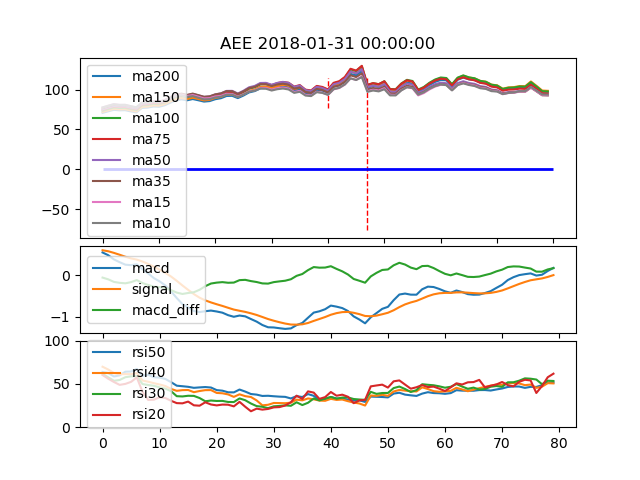 AEE 2018-01-31 00:00:00
100
50
0
−50
ma200
ma150
ma100
ma75
ma50
ma35
ma15
ma10
0
−1
macd
signal
macd_diff
100
50
0
rsi50
rsi40
rsi30
rsi20
0 10 20 30 40 50 60 70 80